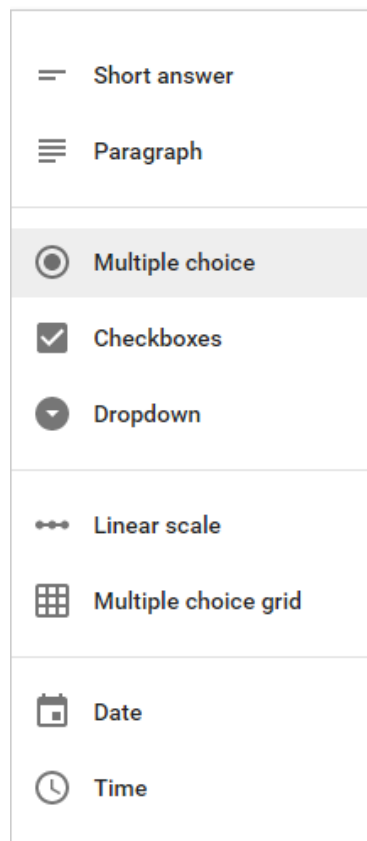 Short answer
Paragraph
Multiple choice
Checkboxes
Dropdown
Linear scale
Multiple choice grid
Date
Time